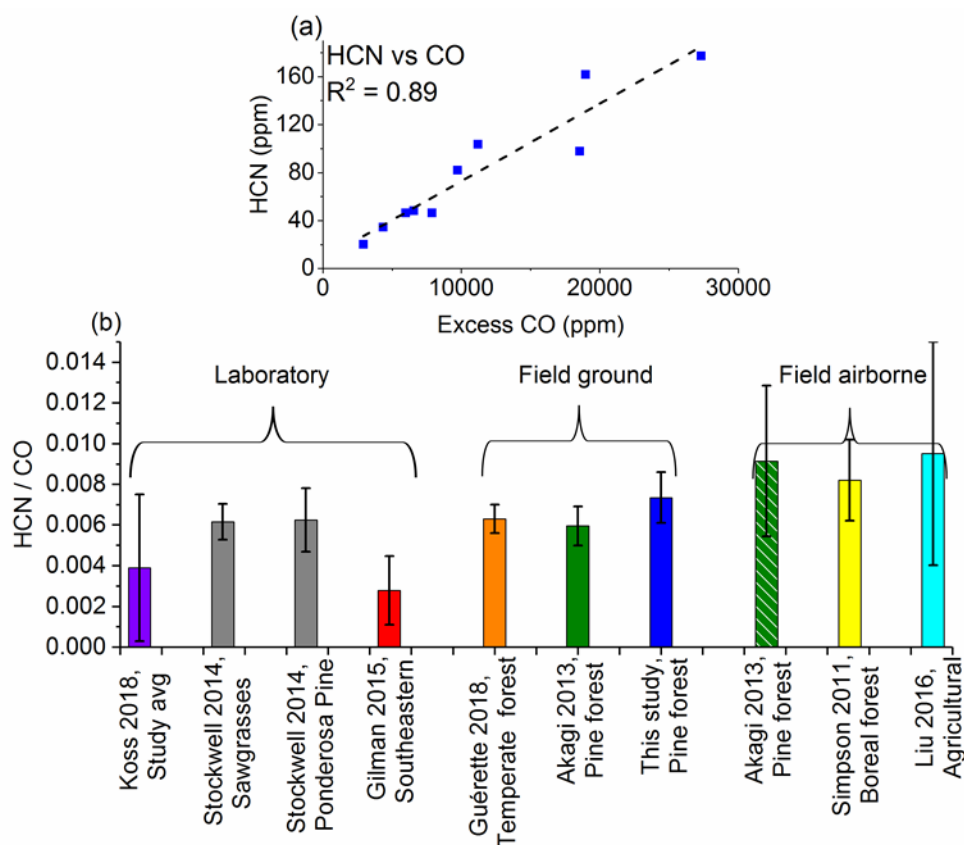 (a)
HCN vs CO
R² = 0.89
160
120
80
40
0
HCN (ppm)
0 10000 20000 30000
Excess CO (ppm)
(b)
0.014
0.012
0.010
0.008
0.006
0.004
0.002
0.000
HCN / CO
Laboratory
Field ground
Field airborne
Koss 2018,
Study avg
Stockwell 2014,
Sawgrasses
Stockwell 2014,
Ponderosa Pine
Gilman 2015,
Southeastern
Guérette 2018,
Temperate forest
Akagi 2013,
Pine forest
This study,
Pine forest
Akagi 2013,
Pine forest
Simpson 2011,
Boreal forest
Liu 2016,
Agricultural